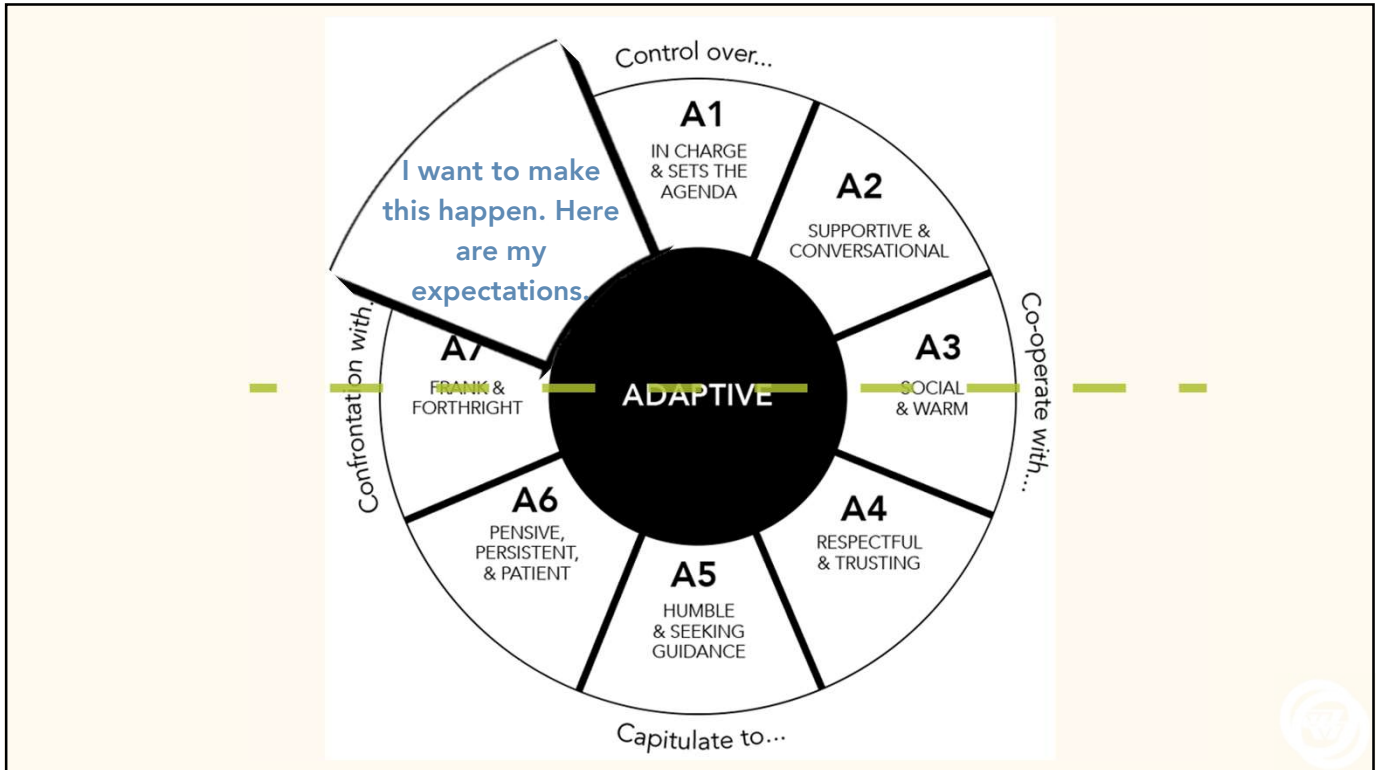 Control over...
A1
IN CHARGE
& SETS THE
AGENDA
A2
SUPPORTIVE &
CONVERSATIONAL
I want to make
this happen. Here
are my
expectations.
Co-operate with...
A3
SOCIAL
& WARM
ADAPTIVE
Confrontation with..
A7
FRANK &
FORTHRIGHT
A4
RESPECTFUL
& TRUSTING
A6
PENSIVE,
PERSISTENT,
& PATIENT
A5
HUMBLE
& SEEKING
GUIDANCE
Capitulate to...